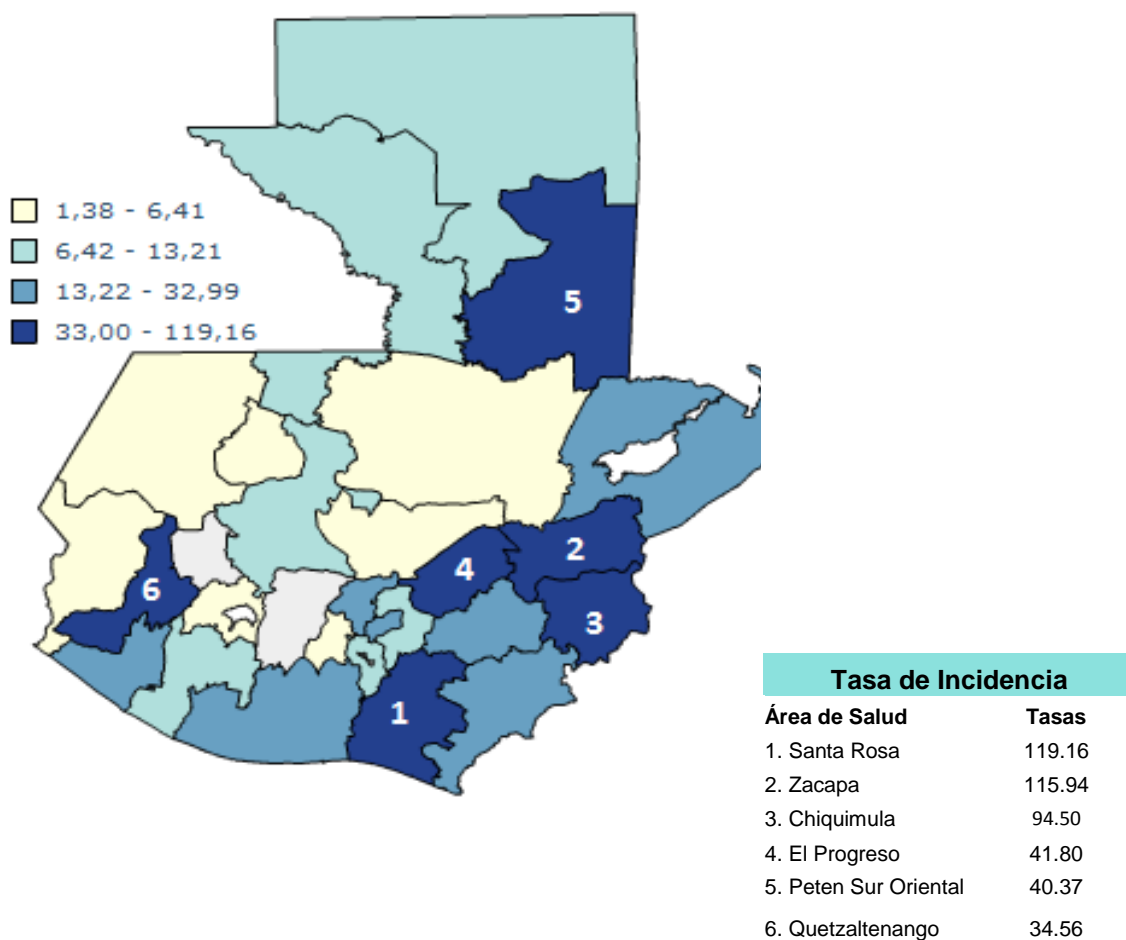 1,38 - 6,41
6,42 - 13,21
13,22 - 32,99
33,00 - 119,16
5
2
4
6
3
1
Tasa de Incidencia
Área de Salud Tasas
1. Santa Rosa 119.16
2. Zacapa 115.94
3. Chiquimula 94.50
4. El Progreso 41.80
5. Peten Sur Oriental 40.37
6. Quetzaltenango 34.56